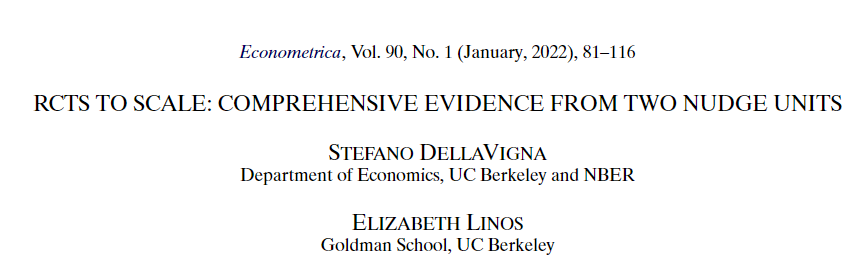 Econometrica, Vol. 90, No. 1 (January, 2022), 81–116
RCTS TO SCALE: COMPREHENSIVE EVIDENCE FROM TWO NUDGE UNITS
STEFANO DELLAVIGNA
Department of Economics, UC Berkeley and NBER
ELIZABETH LINOS
Goldman School, UC Berkeley